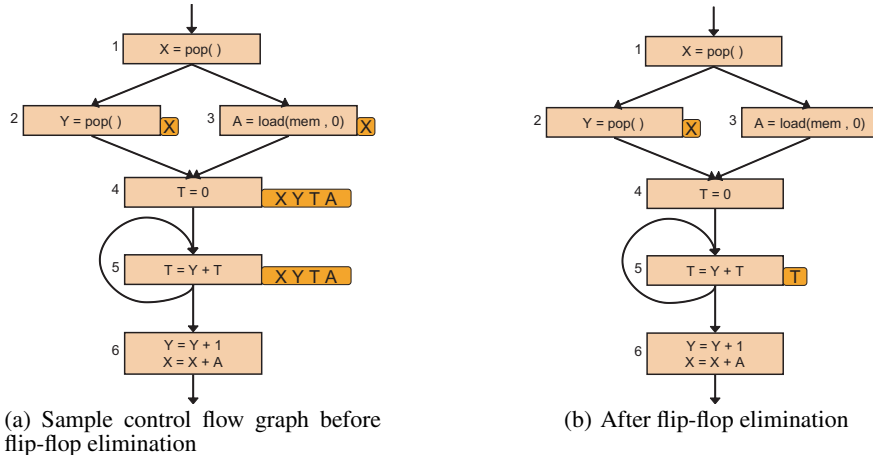 1
X = pop( )
2
Y = pop( )
X
3
A = load(mem , 0)
X
4
T = 0
X Y T A
5
T = Y + T
X Y T A
6
Y = Y + 1
X = X + A
(a) Sample control flow graph before
flip-flop elimination
1
X = pop( )
2
Y = pop( )
X
3
A = load(mem , 0)
4
T = 0
5
T = Y + T
T
6
Y = Y + 1
X = X + A
(b) After flip-flop elimination